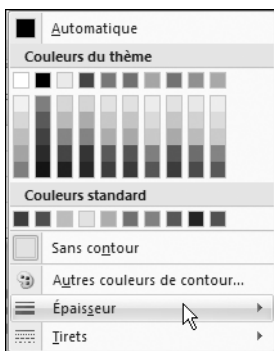 Automatique
Couleurs du thème
Couleurs standard
Sans contour
Autres couleurs de contour...
Épaisseur
Tirets